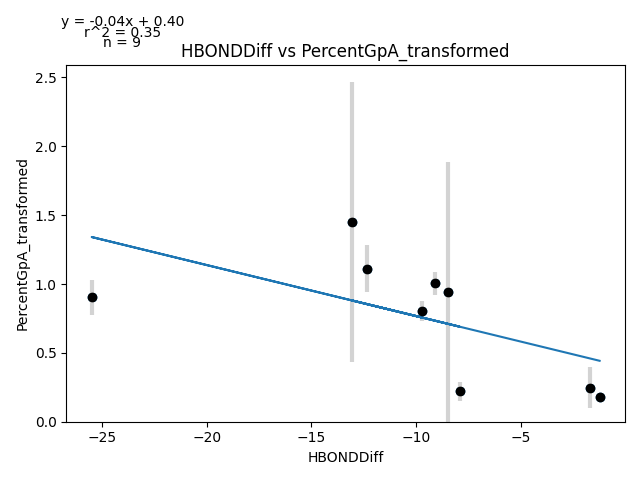 y = -0.04x + 0.40
r^2 = 0.35
n = 9
HBONDDiff vs PercentGpA_transformed
2.5
2.0
1.5
1.0
0.5
0.0
PercentGpA_transformed
−25
−20
−15
−10
−5
HBONDDiff